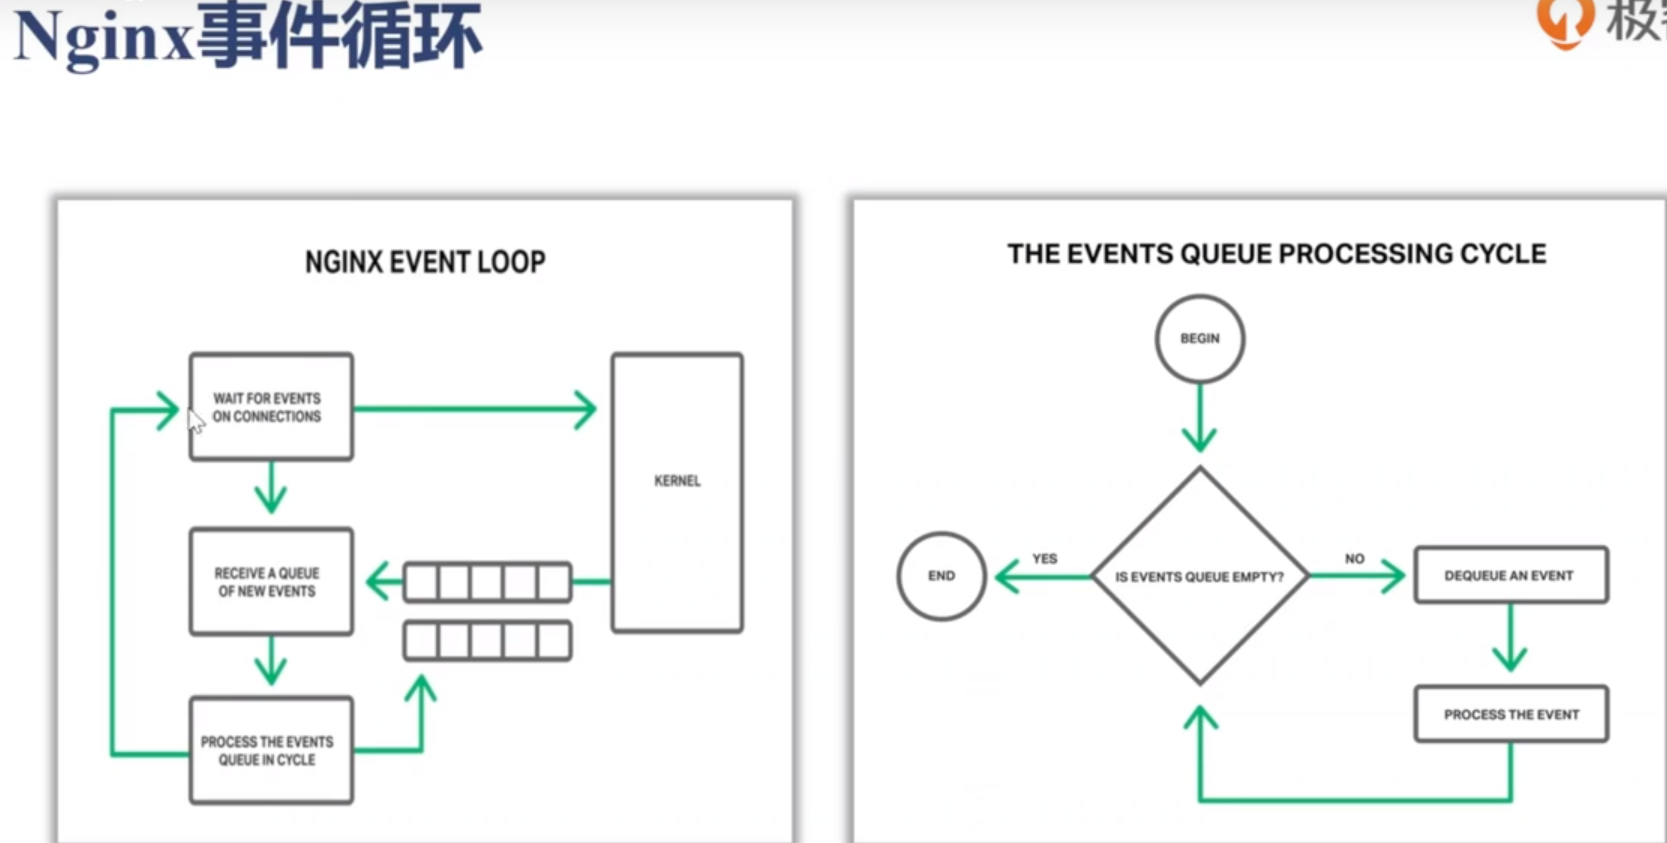 Nginx事件循环
极
NGINX EVENT LOOP
WAIT FOR EVENTS
ON CONNECTIONS
KERNEL
RECEIVE A QUEUE
OF NEW EVENTS
PROCESS THE EVENTS
QUEUE IN CYCLE
THE EVENTS QUEUE PROCESSING CYCLE
BEGIN
IS EVENTS QUEUE EMPTY?
YES
END
NO
DEQUEUE AN EVENT
PROCESS THE EVENT